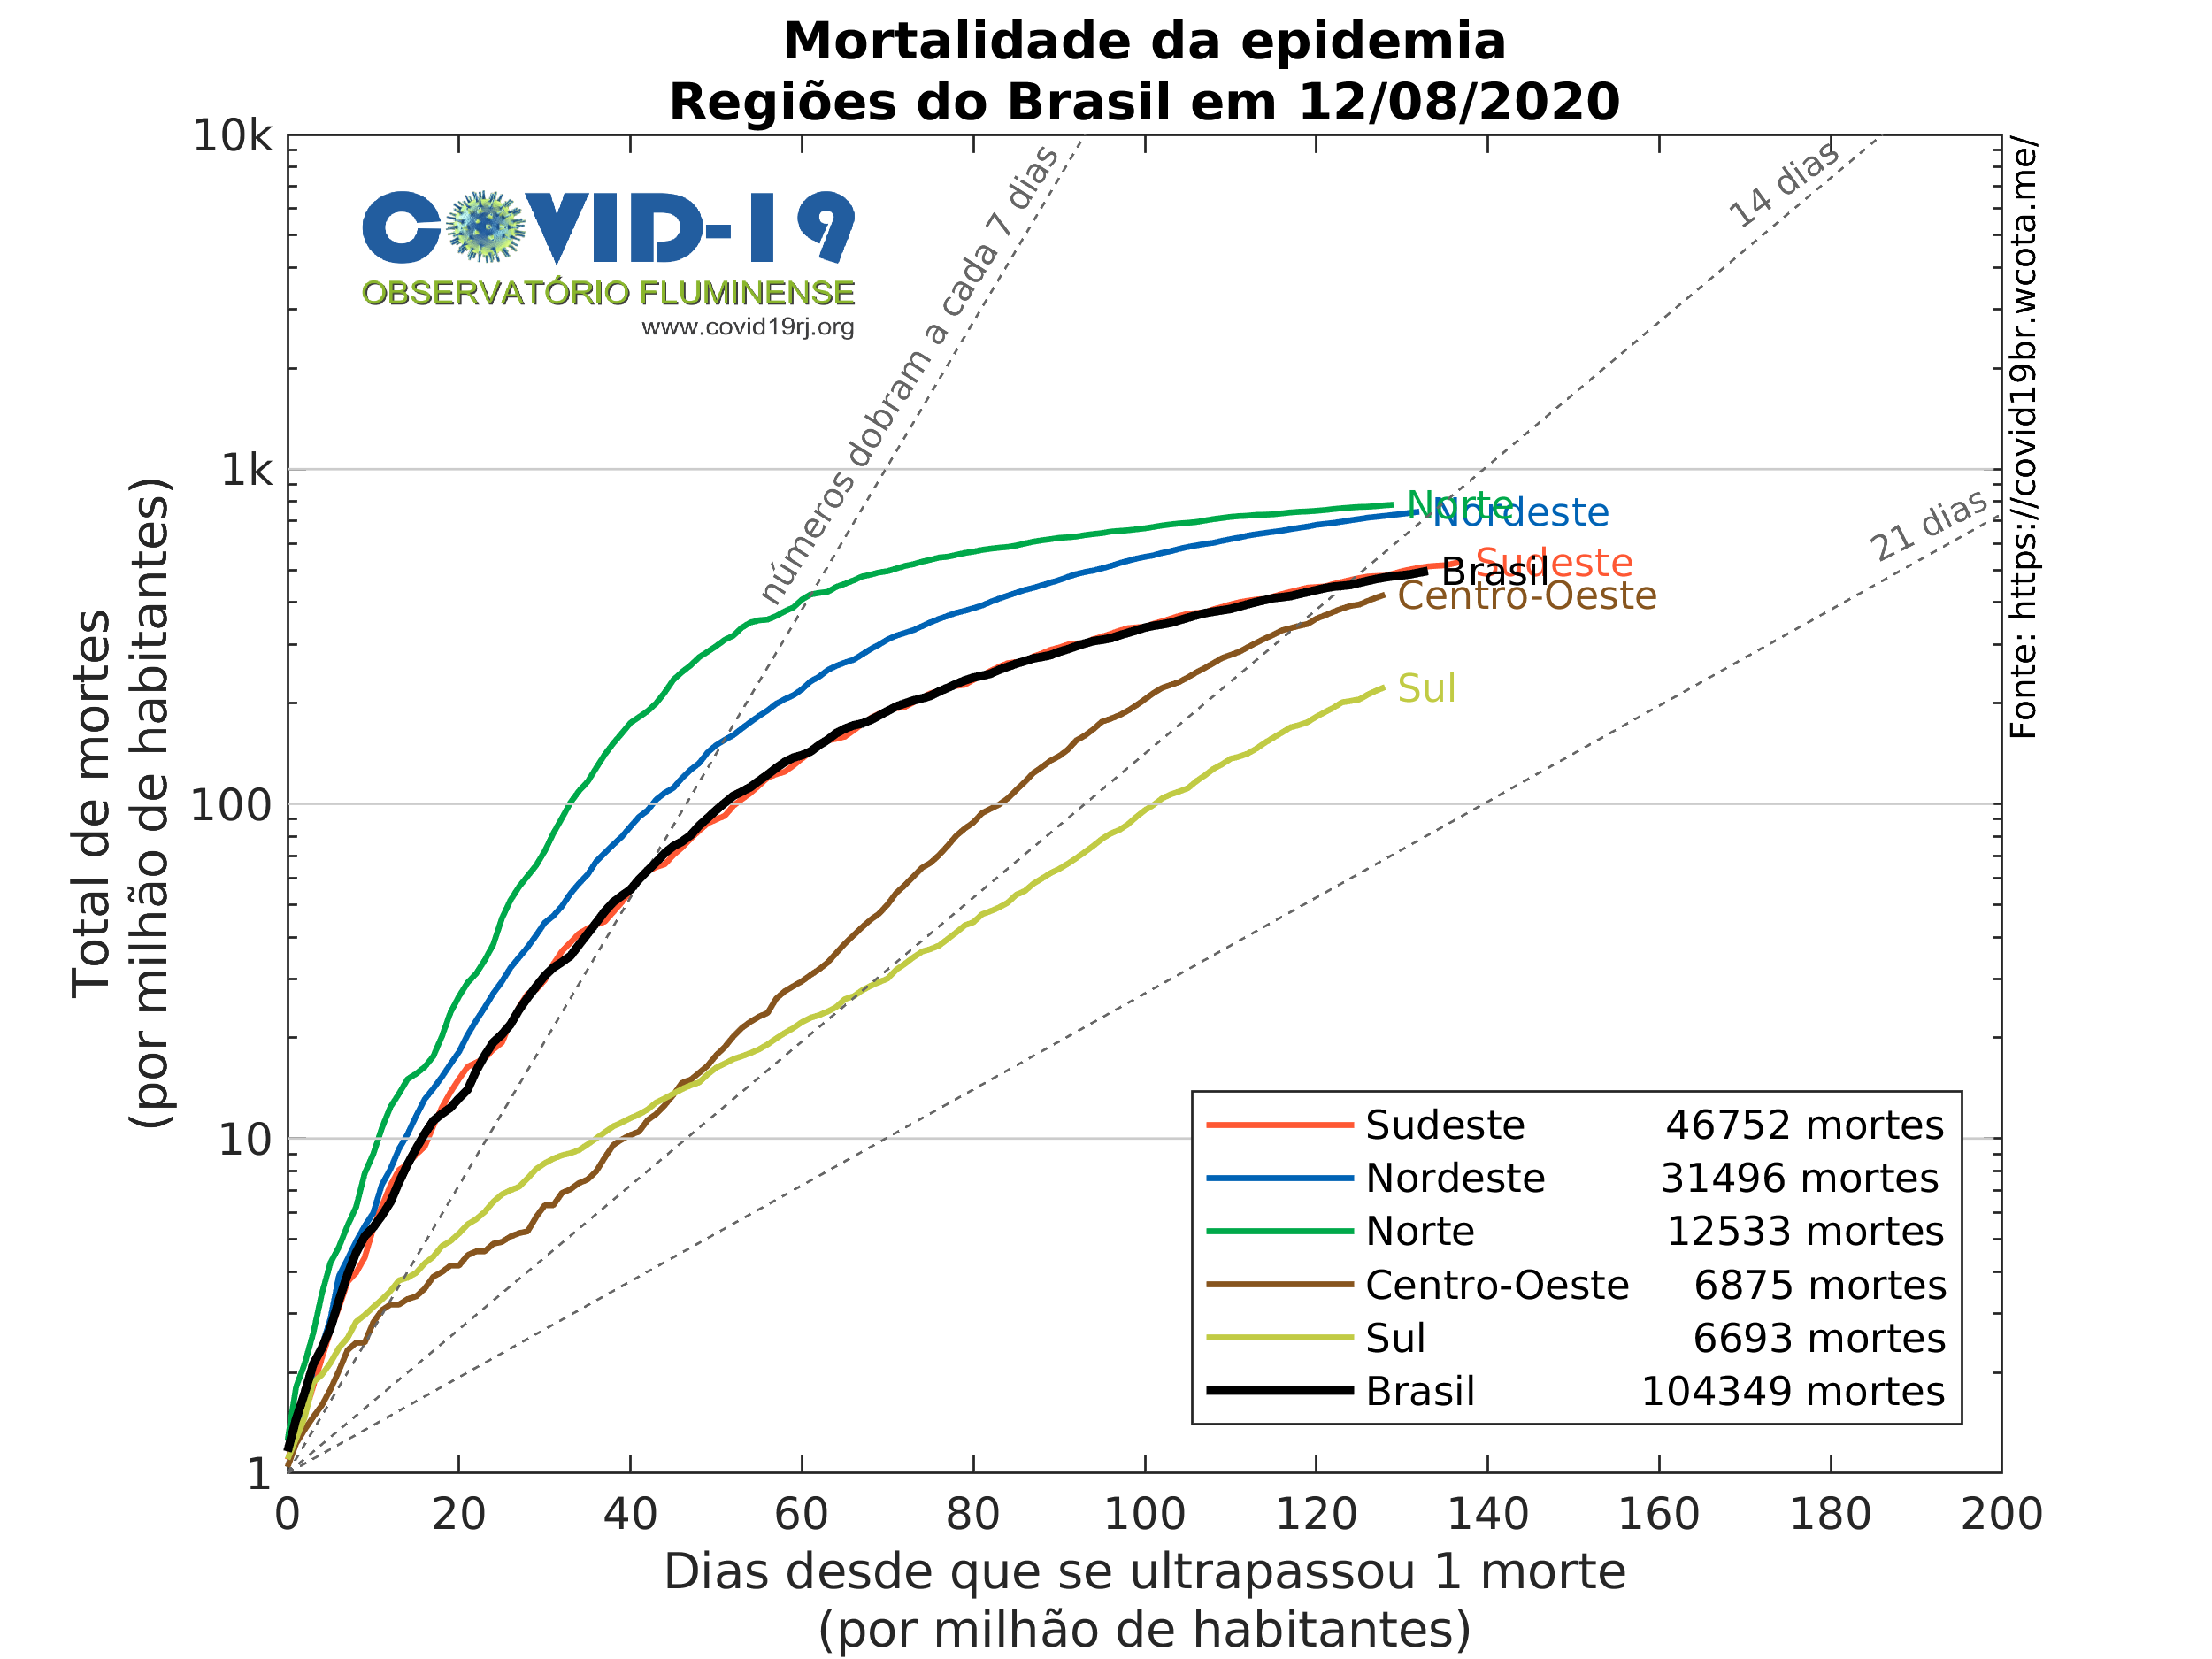 Mortalidade da epidemia
Regiões do Brasil em 12/08/2020
10k
1k
100
10
1
Total de mortes
(por milhão de habitantes)
COVID-19
OBSERVATÓRIO FLUMINENSE
www.covid19rj.org
números dobram a cada 7 dias
14 dias
21 dias
Fonte: https://covid19br.wcota.me/
Norte
Nordeste
Sudeste
Brasil
Centro-Oeste
Sul
Sudeste 46752 mortes
Nordeste 31496 mortes
Norte 12533 mortes
Centro-Oeste 6875 mortes
Sul 6693 mortes
Brasil 104349 mortes
0 20 40 60 80 100 120 140 160 180 200
Dias desde que se ultrapassou 1 morte
(por milhão de habitantes)